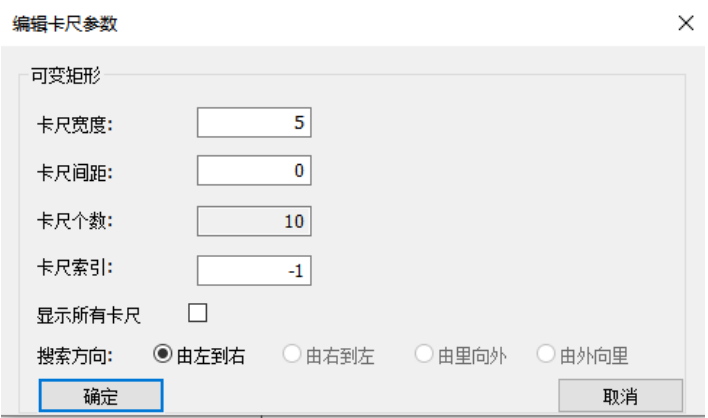 编辑卡尺参数
可变矩形
卡尺宽度: 5
卡尺间距: 0
卡尺个数: 10
卡尺索引: -1
显示所有卡尺
搜索方向: 由左到右 由右到左 由里向外 由外向里
确定 取消